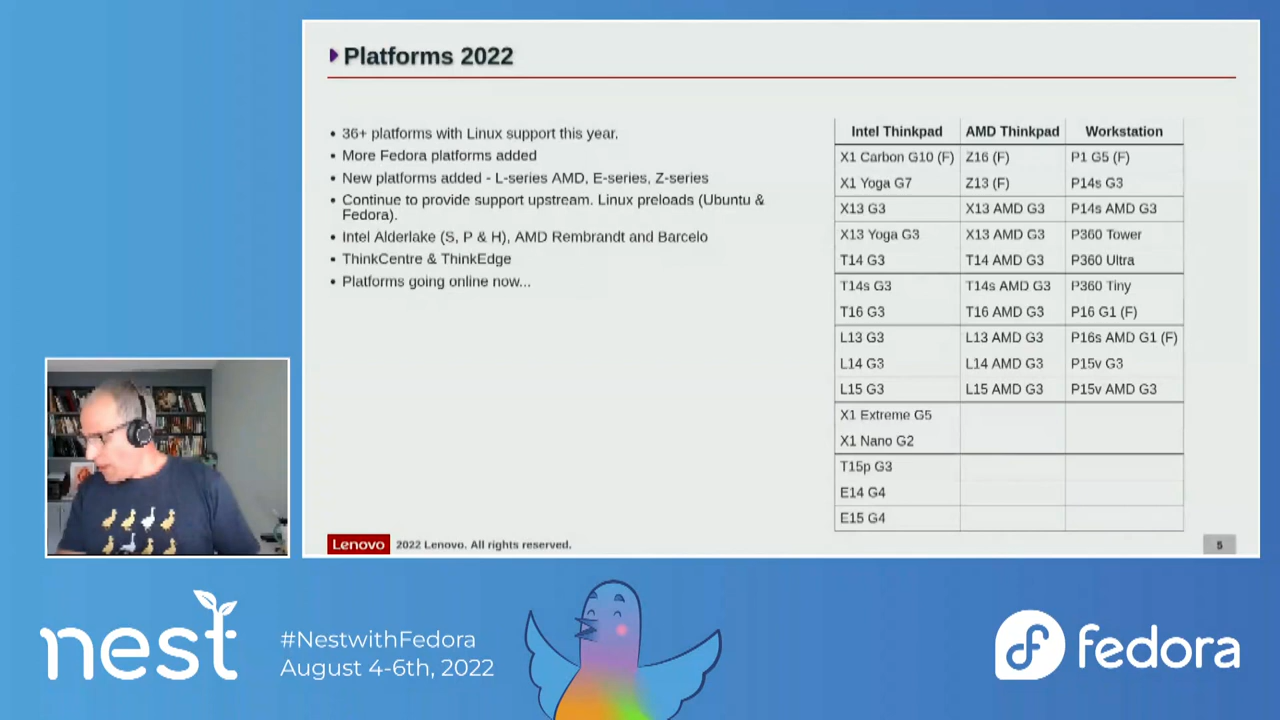 Platforms 2022
• 36+ platforms with Linux support this year.
• More Fedora platforms added
• New platforms added - L-series AMD, E-series, Z-series
• Continue to provide support upstream. Linux preloads (Ubuntu &
Fedora).
• Intel Alderlake (S, P & H), AMD Rembrandt and Barcelo
• ThinkCentre & ThinkEdge
• Platforms going online now...
Intel Thinkpad AMD Thinkpad Workstation
X1 Carbon G10 (F) Z16 (F) P1 G5 (F)
X1 Yoga G7 Z13 (F) P14s G3
X13 G3 X13 AMD G3 P14s AMD G3
X13 Yoga G3 X13 AMD G3 P360 Tower
T14 G3 T14 AMD G3 P360 Ultra
T14s G3 T14s AMD G3 P360 Tiny
T16 G3 T16 AMD G3 P16 G1 (F)
L13 G3 L13 AMD G3 P16s AMD G1 (F)
L14 G3 L14 AMD G3 P15v G3
L15 G3 L15 AMD G3 P15v AMD G3
X1 Extreme G5
X1 Nano G2
T15p G3
E14 G4
E15 G4
Lenovo 2022 Lenovo. All rights reserved. 5
nest
#NestwithFedora
August 4-6th, 2022
fedora